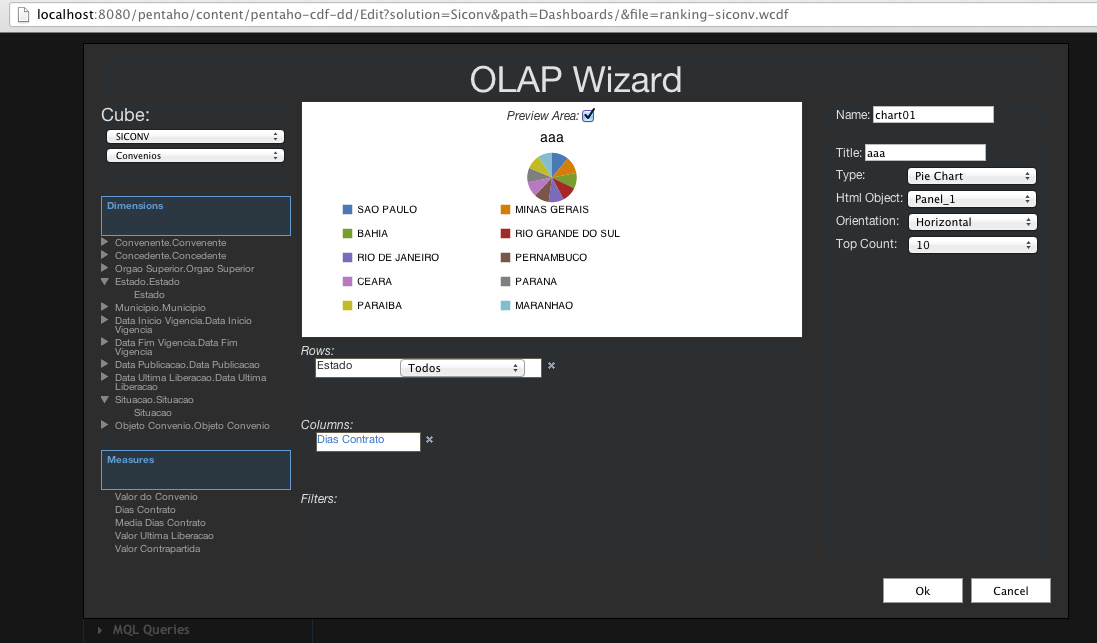 localhost:8080/pentaho/content/pentaho-cdf-dd/Edit?solution=Siconv&path=Dashboards/&file=ranking-siconv.wcdf
OLAP Wizard
Cube:
SICONV
Convenios
Dimensions
Convenente.Convenente
Concedente.Concedente
Orgao Superior.Orgao Superior
Estado.Estado
Estado
Municipio.Municipio
Data Inicio Vigencia.Data Inicio
Vigencia
Data Fim Vigencia.Data Fim
Vigencia
Data Publicacao.Data Publicacao
Data Ultima Liberacao.Data Ultima
Liberacao
Situacao.Situacao
Situacao
Objeto Convenio.Objeto Convenio
Measures
Valor do Convenio
Dias Contrato
Media Dias Contrato
Valor Ultima Liberacao
Valor Contrapartida
Preview Area:
aaa
SAO PAULO
MINAS GERAIS
BAHIA
RIO GRANDE DO SUL
RIO DE JANEIRO
PERNAMBUCO
CEARA
PARANA
PARAIBA
MARANHAO
Rows:
Estado Todos
Columns:
Dias Contrato
Filters:
Name: chart01
Title: aaa
Type: Pie Chart
Html Object: Panel_1
Orientation: Horizontal
Top Count: 10
Ok
Cancel
MQL Queries